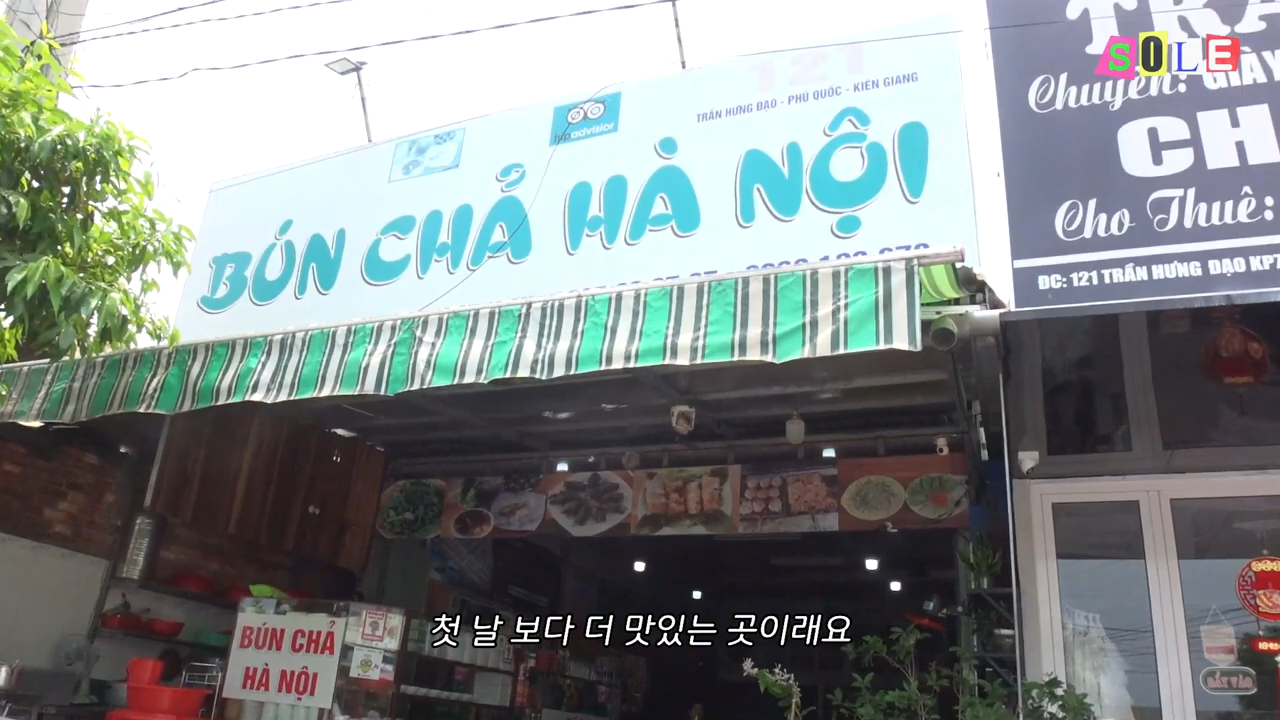 SOLE
121
TRẦN HƯNG ĐẠO - PHÚ QUỐC - KIÊN GIANG
tripadvisor
BÚN CHẢ HÀ NỘI
Chuyên: GIÀY
CH
Cho Thuê:
ĐC: 121 TRẦN HƯNG ĐẠO KP7
BÚN CHẢ
HÀ NỘI
첫 날 보다 더 맛있는 곳이래요